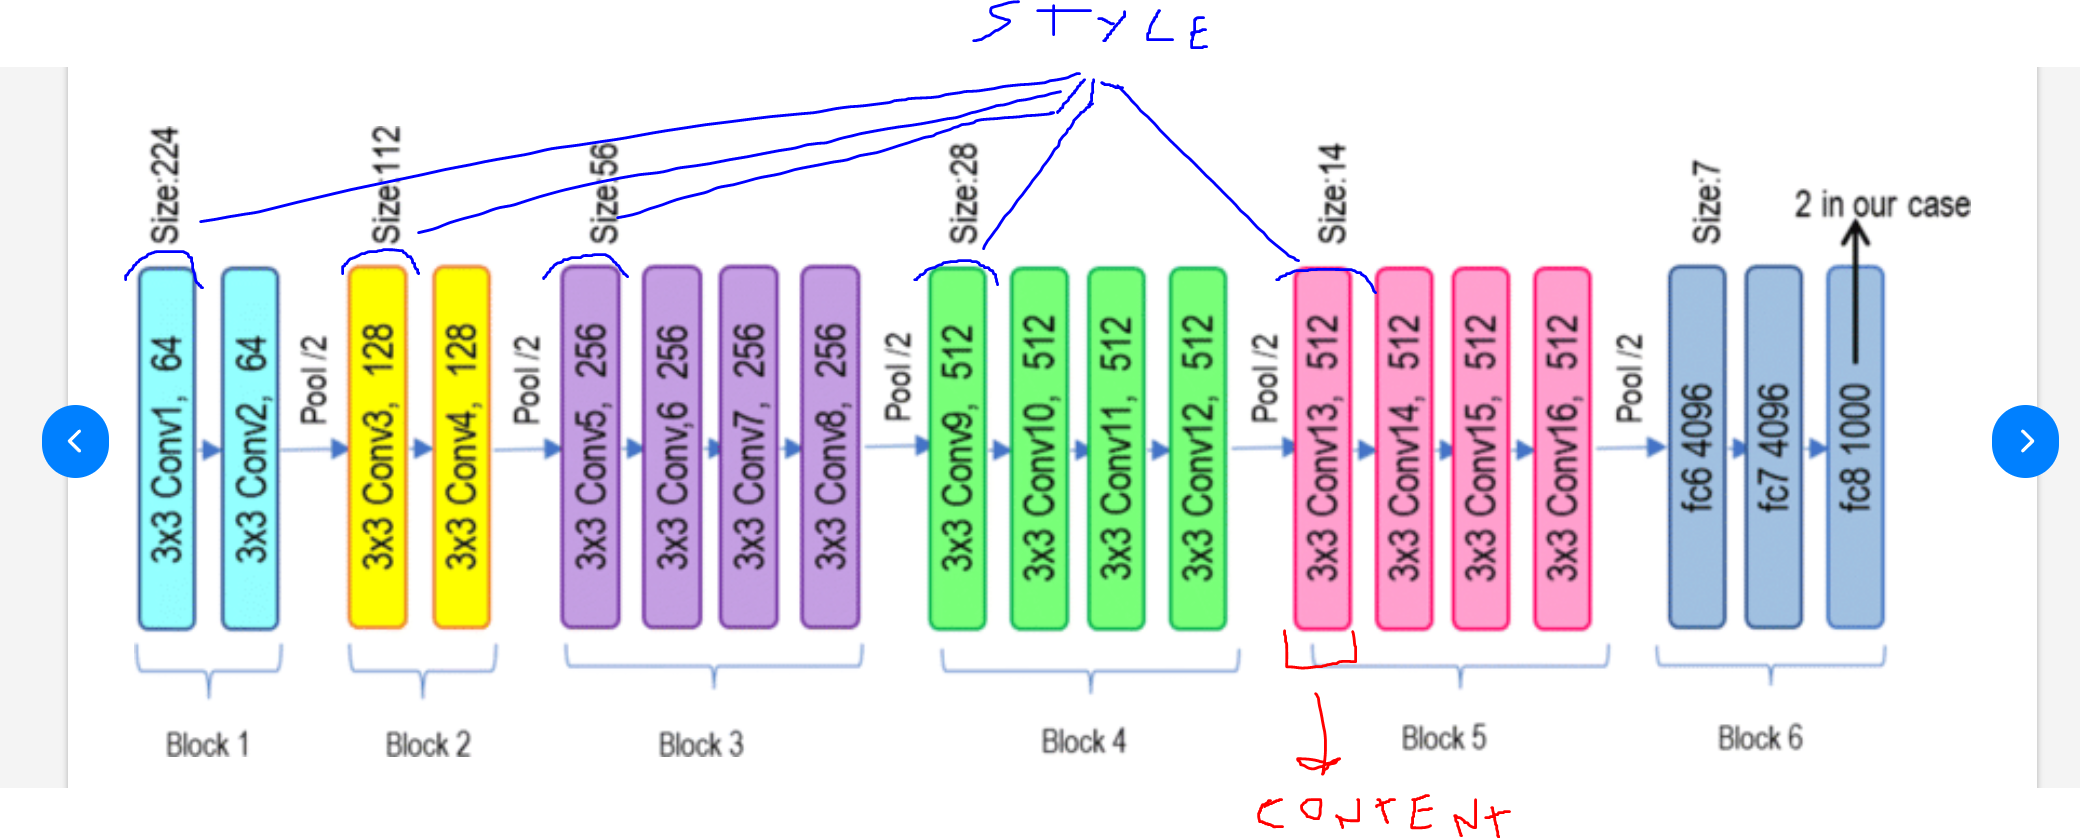 STYLE
Size:224
Size:112
Size:56
Size:28
Size:14
Size:7
2 in our case
3x3 Conv1, 64
3x3 Conv2, 64
Pool /2
3x3 Conv3, 128
3x3 Conv4, 128
Pool /2
3x3 Conv5, 256
3x3 Conv,6 256
3x3 Conv7, 256
3x3 Conv8, 256
Pool /2
3x3 Conv9, 512
3x3 Conv10, 512
3x3 Conv11, 512
3x3 Conv12, 512
Pool /2
3x3 Conv13, 512
3x3 Conv14, 512
3x3 Conv15, 512
3x3 Conv16, 512
Pool /2
fc6 4096
fc7 4096
fc8 1000
Block 1
Block 2
Block 3
Block 4
Block 5
Block 6
CONTENT